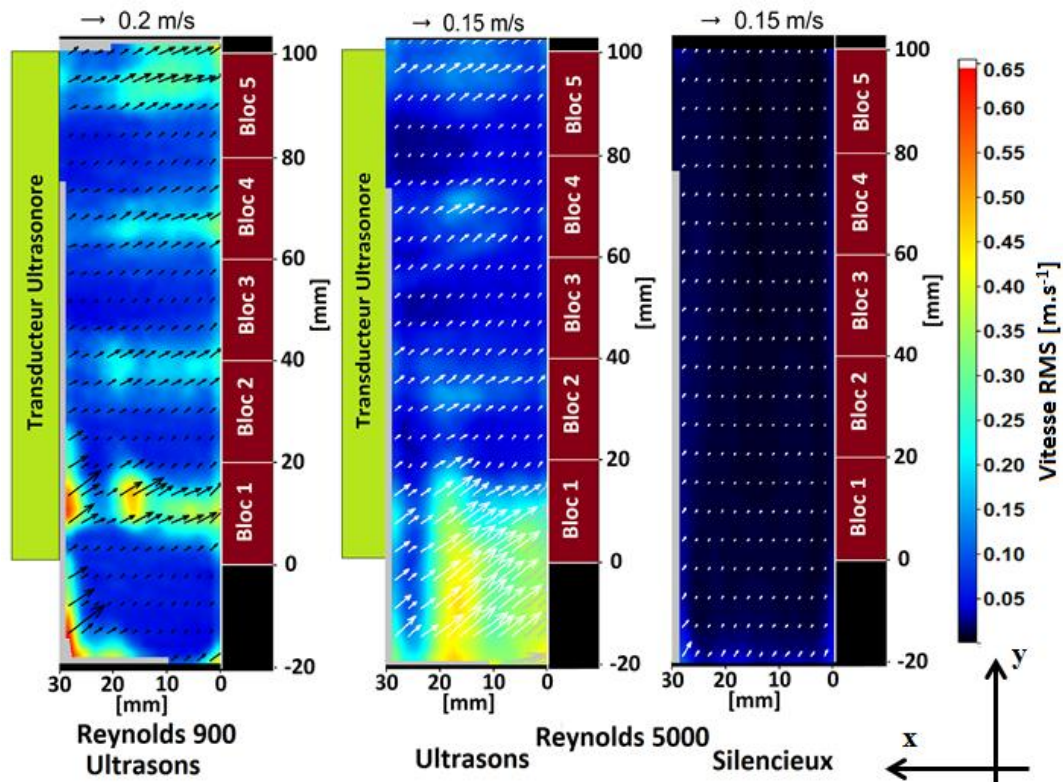 → 0.2 m/s
→ 0.15 m/s
→ 0.15 m/s
Transducteur Ultrasonore
Bloc 5
Bloc 4
Bloc 3
Bloc 2
Bloc 1
100
80
60
40
20
0
-20
[mm]
30 20 10 0
[mm]
Transducteur Ultrasonore
Bloc 5
Bloc 4
Bloc 3
Bloc 2
Bloc 1
100
80
60
40
20
0
-20
[mm]
30 20 10 0
[mm]
Bloc 5
Bloc 4
Bloc 3
Bloc 2
Bloc 1
100
80
60
40
20
0
-20
[mm]
30 20 10 0
[mm]
0.65
0.60
0.55
0.50
0.45
0.40
0.35
0.30
0.25
0.20
0.15
0.10
0.05
Vitesse RMS [m.s⁻¹]
y
x
Reynolds 900
Ultrasons
Reynolds 5000
Ultrasons
Silencieux